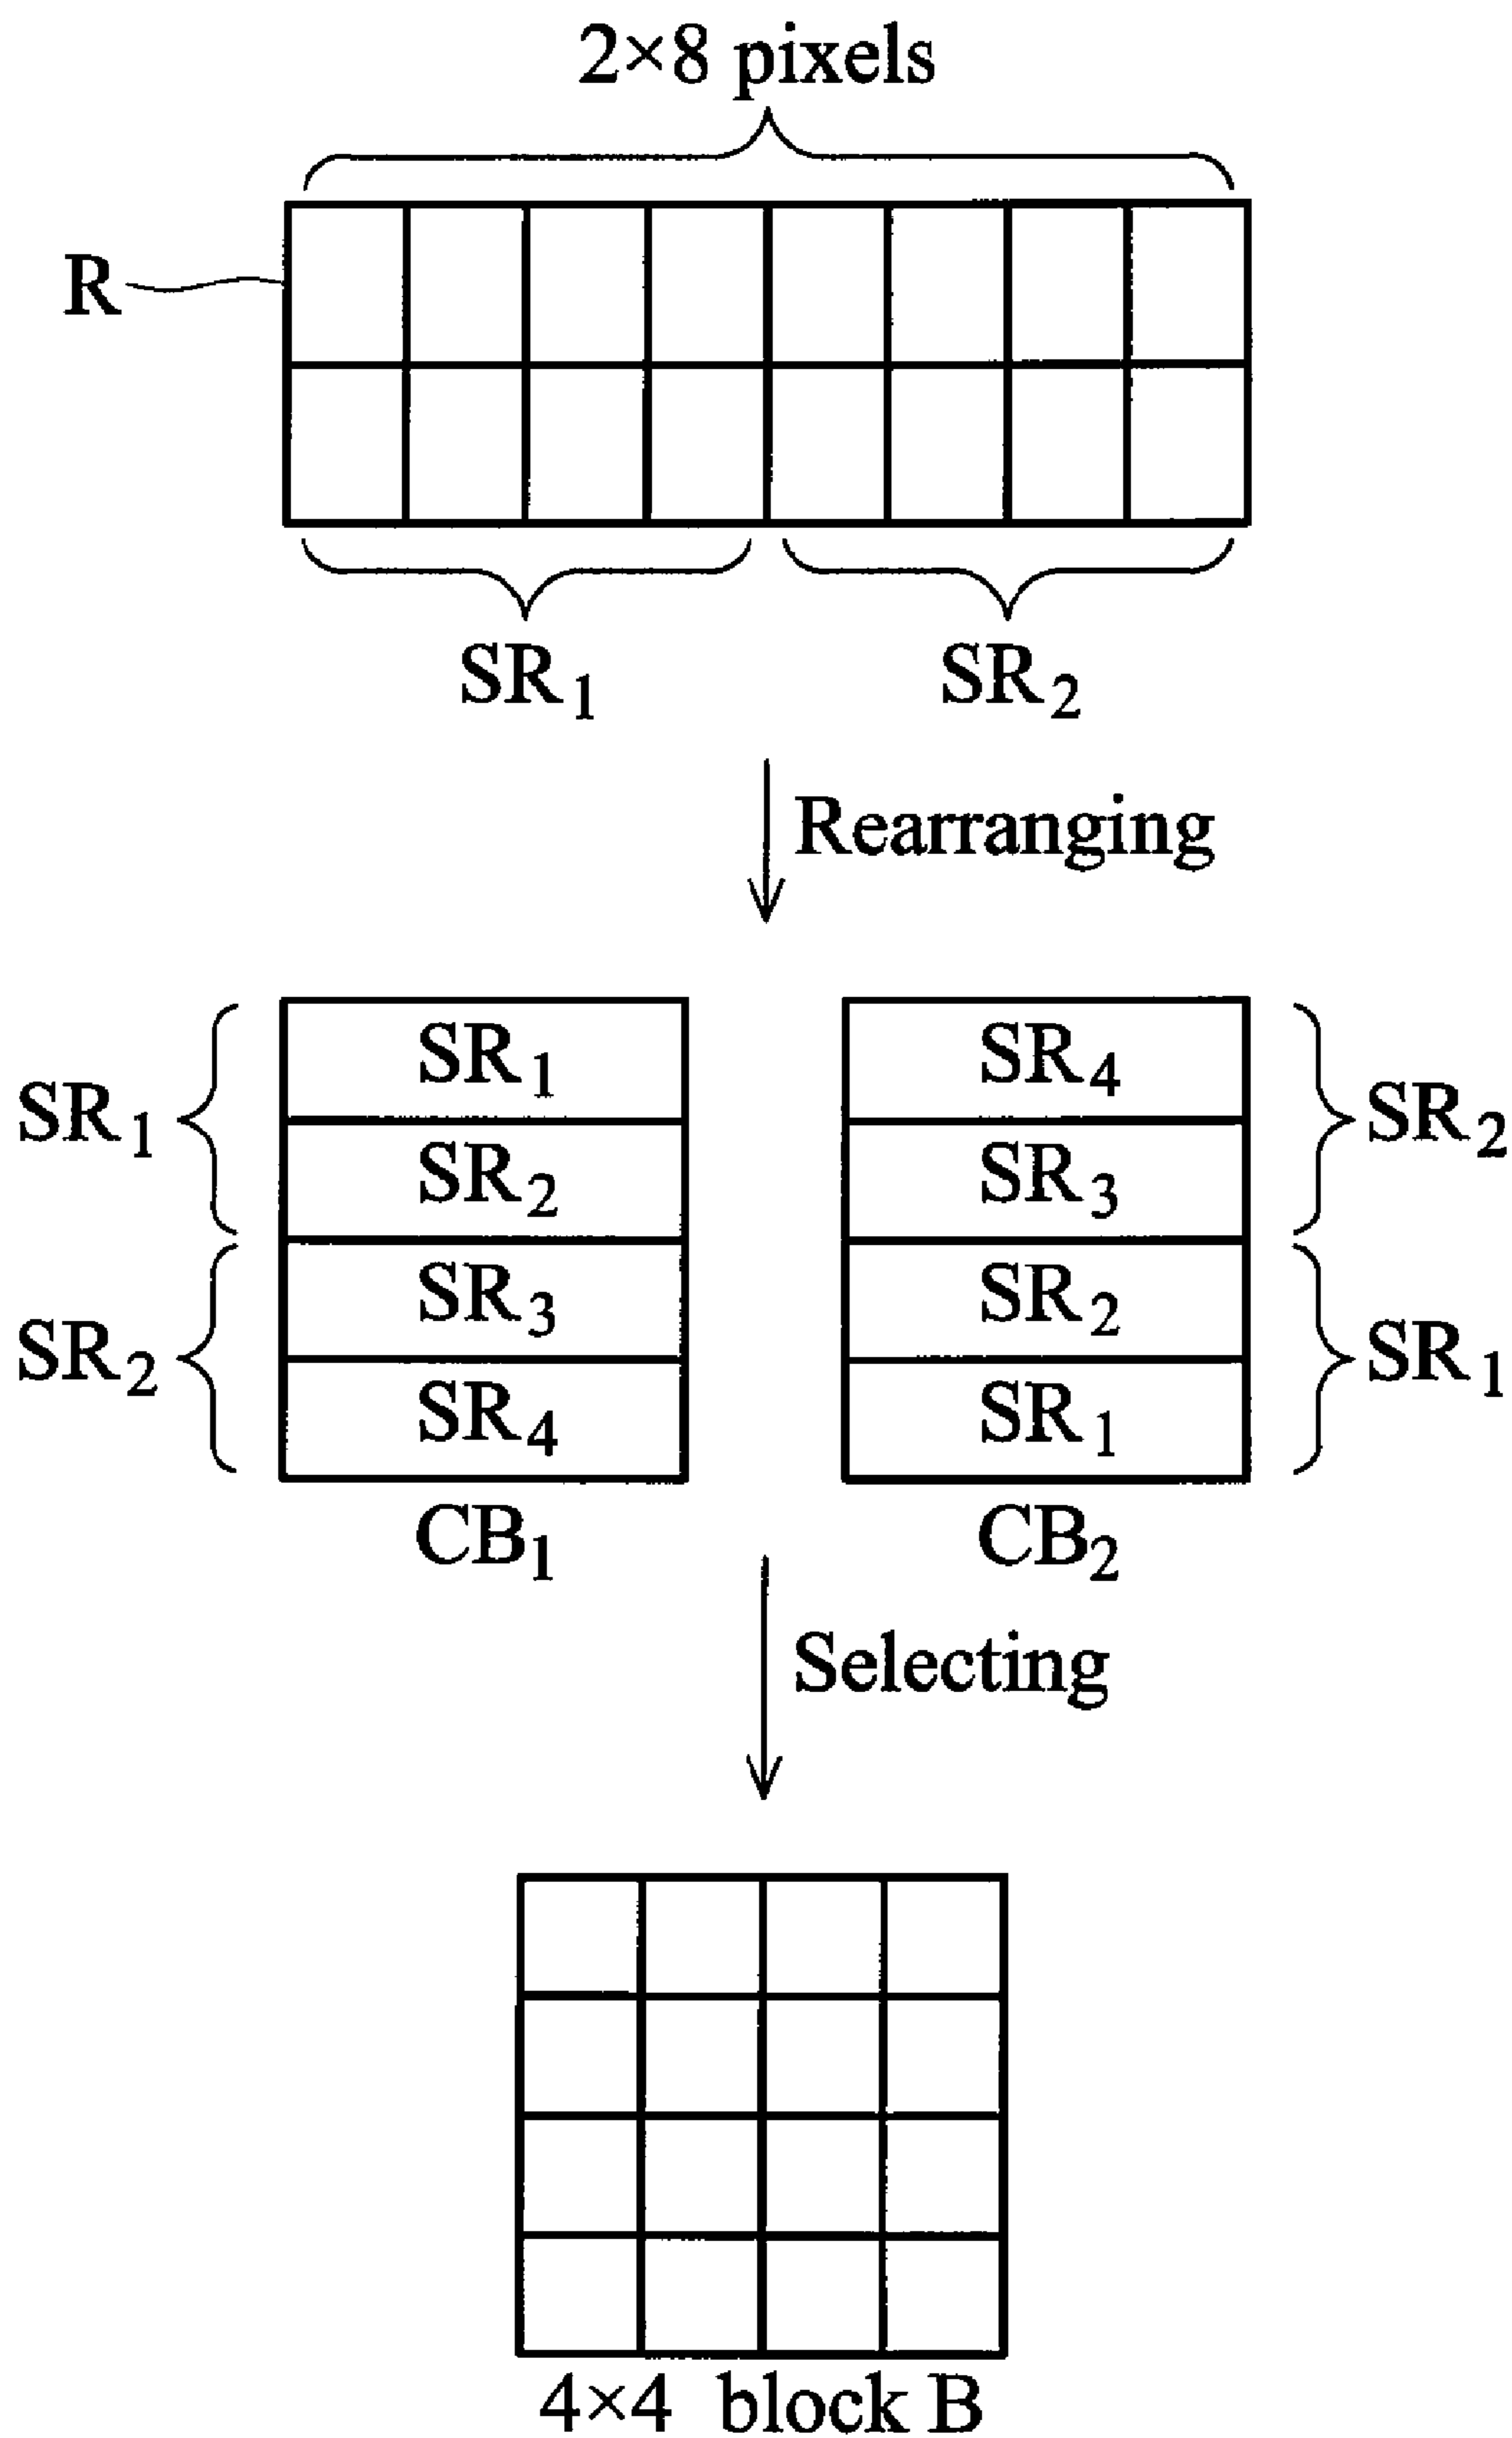 2×8 pixels
R
SR1 SR2
Rearranging
SR1 SR4
SR1 SR2
SR2 SR3
SR3 SR2
SR2 SR1
SR4 SR1
CB1 CB2
Selecting
4×4 block B